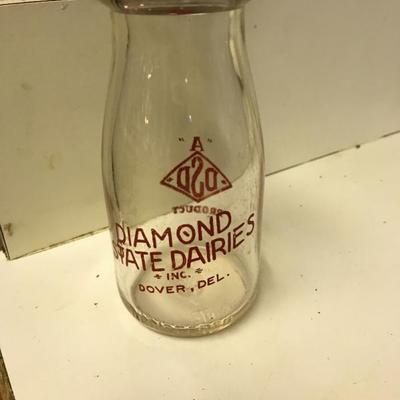 "A"
DSD
PRODUCT
DIAMOND
STATE DAIRIES
INC.
DOVER, DEL.